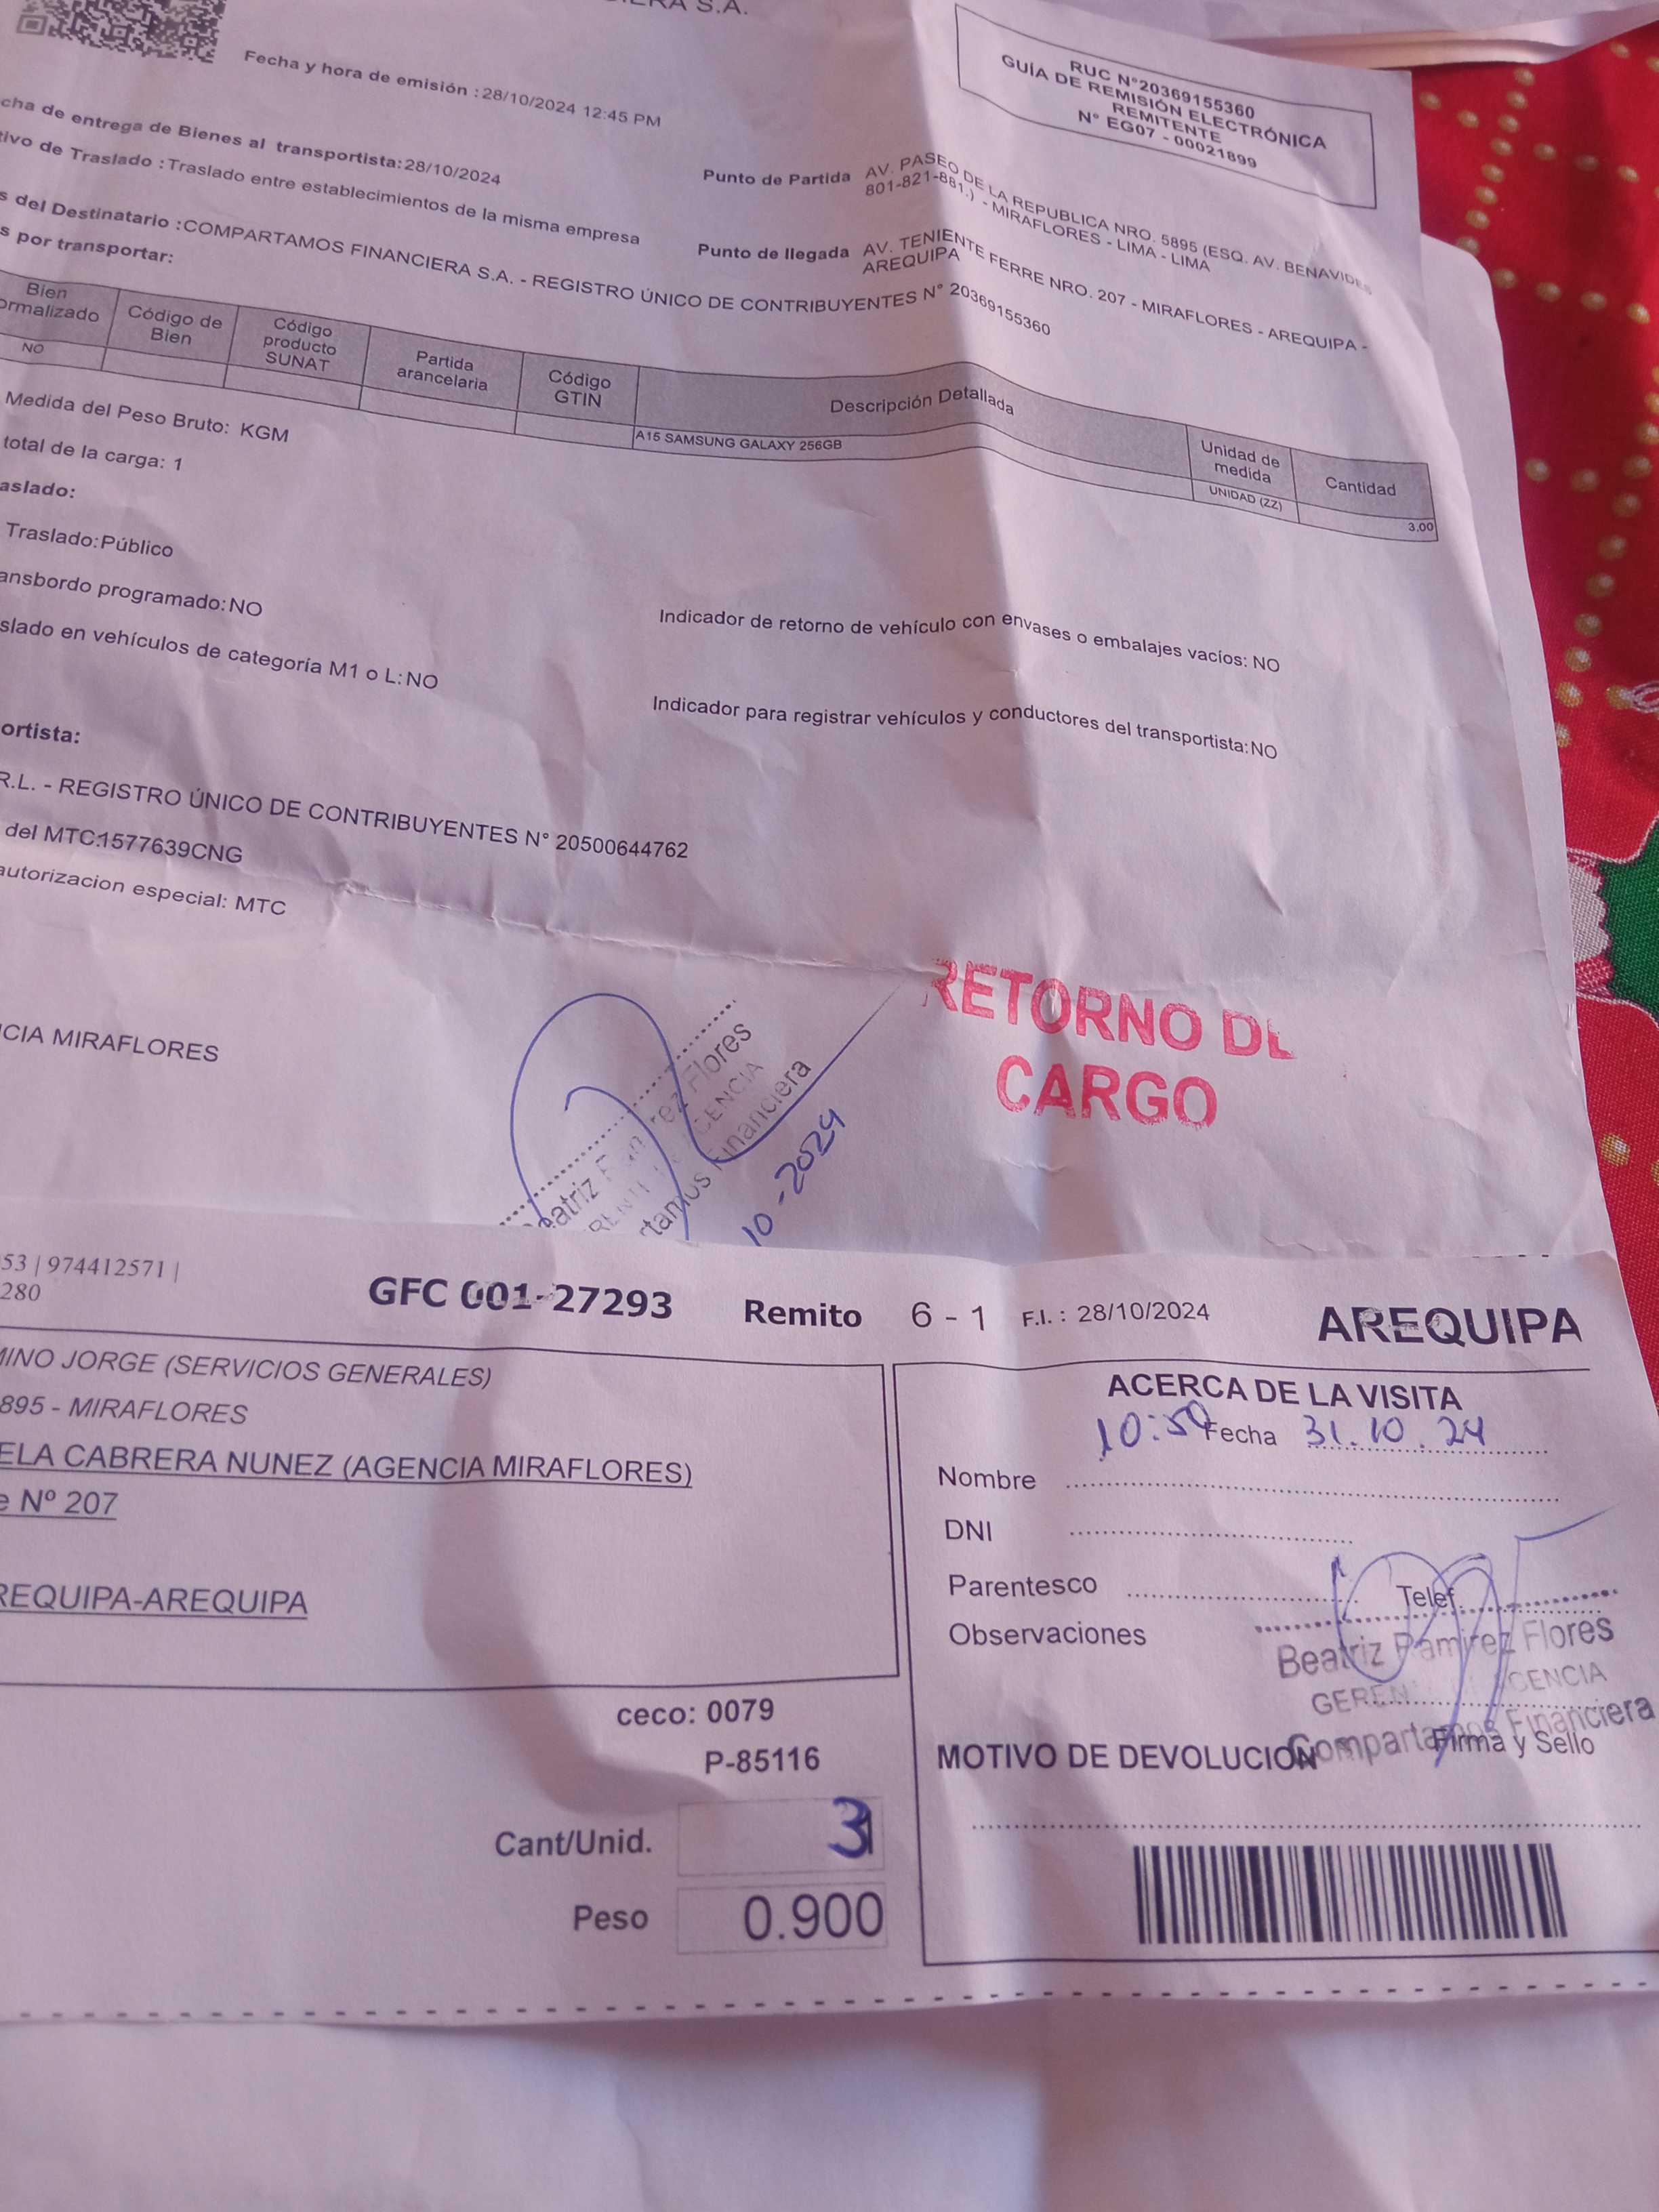 S.A.
Fecha y hora de emisión : 28/10/2024 12:45 PM
RUC N°20369155360
GUÍA DE REMISIÓN ELECTRÓNICA
REMITENTE
N° EG07 - 00021899
cha de entrega de Bienes al transportista: 28/10/2024
tivo de Traslado : Traslado entre establecimientos de la misma empresa
Punto de Partida AV. PASEO DE LA REPUBLICA NRO. 5895 (ESQ. AV. BENAVIDES
801-821-881.) - MIRAFLORES - LIMA - LIMA
Punto de llegada AV. TENIENTE FERRE NRO. 207 - MIRAFLORES - AREQUIPA -
AREQUIPA
s del Destinatario : COMPARTAMOS FINANCIERA S.A. - REGISTRO ÚNICO DE CONTRIBUYENTES N° 20369155360
s por transportar:
Bien
ormalizado
Código de
Bien
Código
producto
SUNAT
Partida
arancelaria
Código
GTIN
Descripción Detallada
Unidad de
medida
Cantidad
NO
A15 SAMSUNG GALAXY 256GB
UNIDAD (ZZ)
3.00
Medida del Peso Bruto: KGM
total de la carga: 1
aslado:
Traslado: Público
ansbordo programado: NO
Indicador de retorno de vehículo con envases o embalajes vacíos: NO
slado en vehículos de categoría M1 o L: NO
Indicador para registrar vehículos y conductores del transportista: NO
ortista:
R.L. - REGISTRO ÚNICO DE CONTRIBUYENTES N° 20500644762
del MTC:1577639CNG
autorizacion especial: MTC
RETORNO DE
CARGO
CIA MIRAFLORES
Flores
Financiera
10-2024
53 | 974412571 |
280
GFC 001-27293 Remito 6 - 1 F.I. : 28/10/2024 AREQUIPA
MINO JORGE (SERVICIOS GENERALES)
895 - MIRAFLORES
ELA CABRERA NUNEZ (AGENCIA MIRAFLORES)
e Nº 207
REQUIPA-AREQUIPA
ACERCA DE LA VISITA
10:50 Fecha 31.10.24
Nombre
DNI
Parentesco Telef.
Observaciones
Beatriz Ramirez Flores
Compartamos Financiera
Firma y Sello
MOTIVO DE DEVOLUCION
ceco: 0079
P-85116
Cant/Unid. 3
Peso 0.900